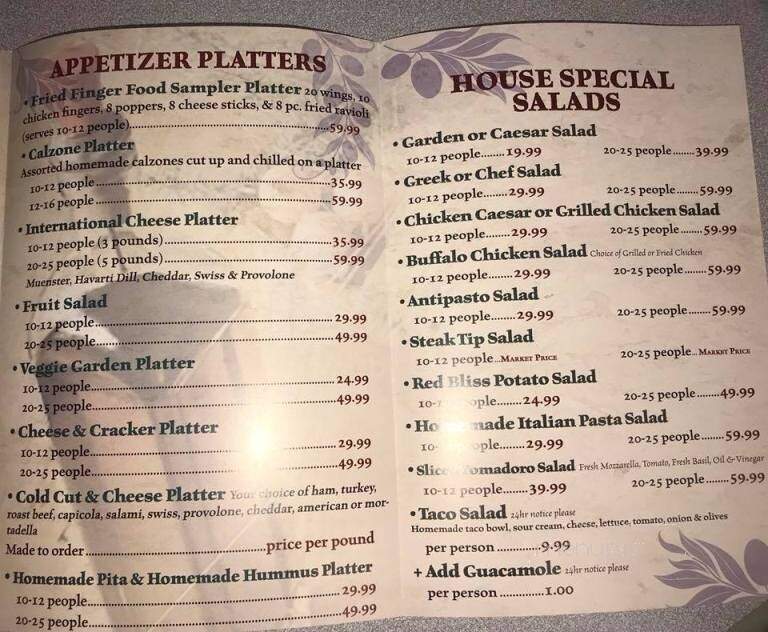 APPETIZER PLATTERS
• Fried Finger Food Sampler Platter 20 wings, 10
chicken fingers, 8 poppers, 8 cheese sticks, & 8 pc. fried ravioli
(serves 10-12 people)...59.99
• Calzone Platter
Assorted homemade calzones cut up and chilled on a platter
10-12 people...35.99
12-16 people...59.99
• International Cheese Platter
10-12 people (3 pounds)...35.99
20-25 people (5 pounds)...59.99
Muenster, Havarti Dill, Cheddar, Swiss & Provolone
• Fruit Salad
10-12 people...29.99
20-25 people...49.99
• Veggie Garden Platter
10-12 people...24.99
20-25 people...49.99
• Cheese & Cracker Platter
10-12 people...29.99
20-25 people...49.99
• Cold Cut & Cheese Platter Your choice of ham, turkey,
roast beef, capicola, salami, swiss, provolone, cheddar, american or mor-
tadella
Made to order...price per pound
• Homemade Pita & Homemade Hummus Platter
10-12 people...29.99
20-25 people...49.99
HOUSE SPECIAL
SALADS
• Garden or Caesar Salad
10-12 people........19.99 20-25 people........39.99
• Greek or Chef Salad
10-12 people........29.99 20-25 people........59.99
• Chicken Caesar or Grilled Chicken Salad
10-12 people........29.99 20-25 people........59.99
• Buffalo Chicken Salad Choice of Grilled or Fried Chicken
10-12 people........29.99 20-25 people........59.99
• Antipasto Salad
10-12 people........29.99 20-25 people........59.99
• Steak Tip Salad
10-12 people...Market Price 20-25 people...Market Price
• Red Bliss Potato Salad
10- ople........24.99 20-25 people........49.99
• Ho made Italian Pasta Salad
10- ople........29.99 20-25 people........59.99
• Slice Pomadoro Salad Fresh Mozzarella, Tomato, Fresh Basil, Oil & Vinegar
10-12 people........39.99 20-25 people........59.99
• Taco Salad 24hr notice please
Homemade taco bowl, sour cream, cheese, lettuce, tomato, onion & olives
per person.............9.99
+ Add Guacamole 24hr notice please
per person.............1.00